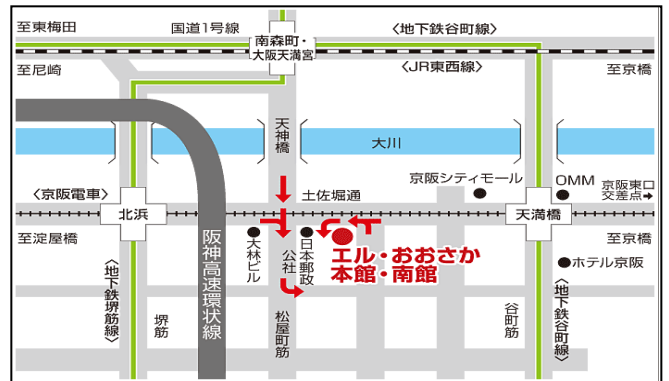 至東梅田
国道1号線
南森町・
大阪天満宮
〈地下鉄谷町線〉
至尼崎
〈JR東西線〉
至京橋
天神橋
大川
京阪シティモール
OMM
京阪東口
交差点→
〈京阪電車〉
北浜
土佐堀通
天満橋
至淀屋橋
大林ビル
公社
日本郵政
エル・おおさか
本館・南館
至京橋
ホテル京阪
阪神高速環状線
〈地下鉄堺筋線〉
堺筋
松屋町筋
谷町筋
〈地下鉄谷町線〉